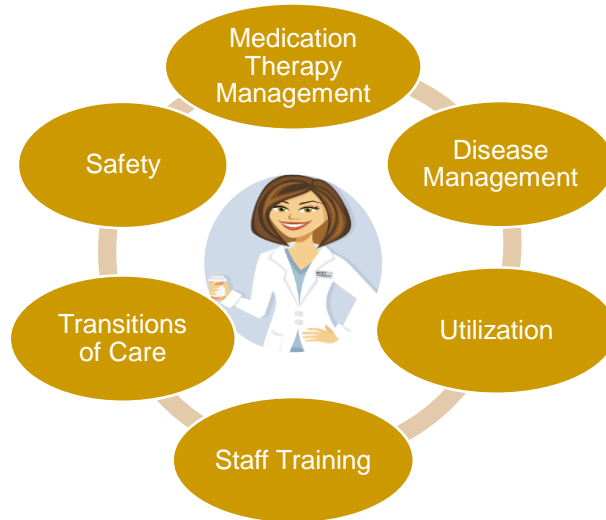 Medication
Therapy
Management
Disease
Management
Utilization
Staff Training
Transitions
of Care
Safety